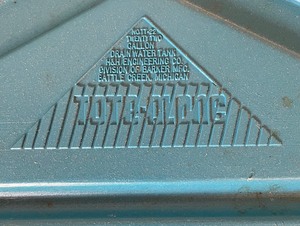 NO.TT-22
TWENTY TWO
GALLON
DRAIN WATER TANK
H&H ENGINEERING CO.
DIVISION OF BARKER MFG.
BATTLE CREEK, MICHIGAN
TOTE-ALONG